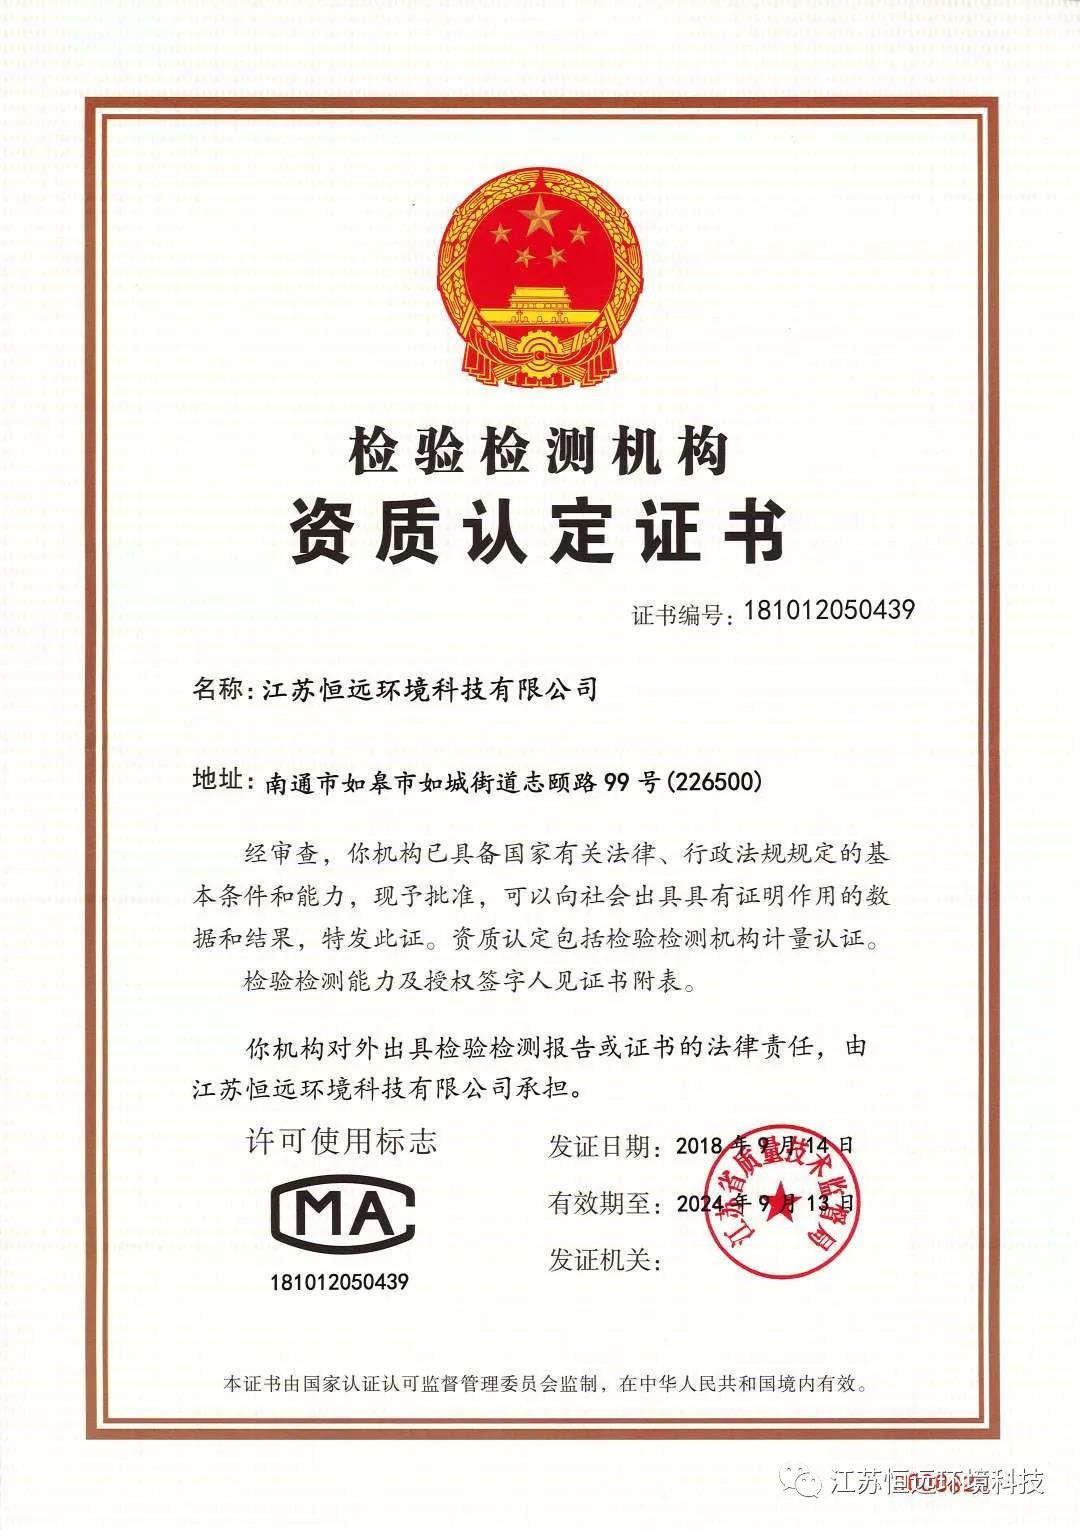 检验检测机构
资质认定证书
证书编号：181012050439
名称：江苏恒远环境科技有限公司
地址：南通市如皋市如城街道志颐路99号(226500)
经审查，你机构已具备国家有关法律、行政法规规定的基
本条件和能力，现予批准，可以向社会出具具有证明作用的数
据和结果，特发此证。资质认定包括检验检测机构计量认证。
检验检测能力及授权签字人见证书附表。
你机构对外出具检验检测报告或证书的法律责任，由
江苏恒远环境科技有限公司承担。
许可使用标志
MA
181012050439
发证日期：2018年9月14日
有效期至：2024年9月13日
发证机关：
江苏省质量技术监督局
本证书由国家认证认可监督管理委员会监制，在中华人民共和国境内有效。
江苏恒远环境科技